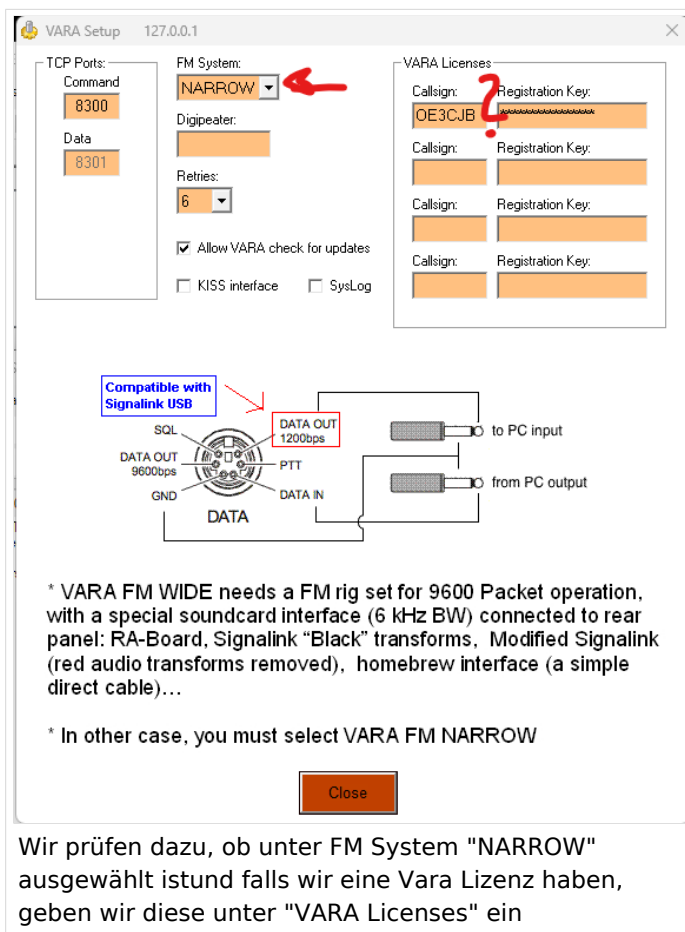 VARA Setup 127.0.0.1
TCP Ports:
Command
8300
Data
8301
FM System:
NARROW
Digipeater:
Retries:
6
Allow VARA check for updates
KISS interface SysLog
VARA Licenses
Callsign: Registration Key:
OE3CJB ****************
?
Callsign: Registration Key:
Callsign: Registration Key:
Callsign: Registration Key:
Compatible with
Signalink USB
SQL
DATA OUT
1200bps
DATA OUT
9600bps
PTT
GND
DATA IN
DATA
to PC input
from PC output
* VARA FM WIDE needs a FM rig set for 9600 Packet operation,
with a special soundcard interface (6 kHz BW) connected to rear
panel: RA-Board, Signalink “Black” transforms, Modified Signalink
(red audio transforms removed), homebrew interface (a simple
direct cable)…
* In other case, you must select VARA FM NARROW
Close
Wir prüfen dazu, ob unter FM System "NARROW"
ausgewählt istund falls wir eine Vara Lizenz haben,
geben wir diese unter "VARA Licenses" ein